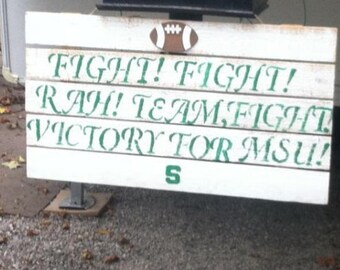 FIGHT! FIGHT!
RAH! TEAM, FIGHT,
VICTORY FOR MSU!
S